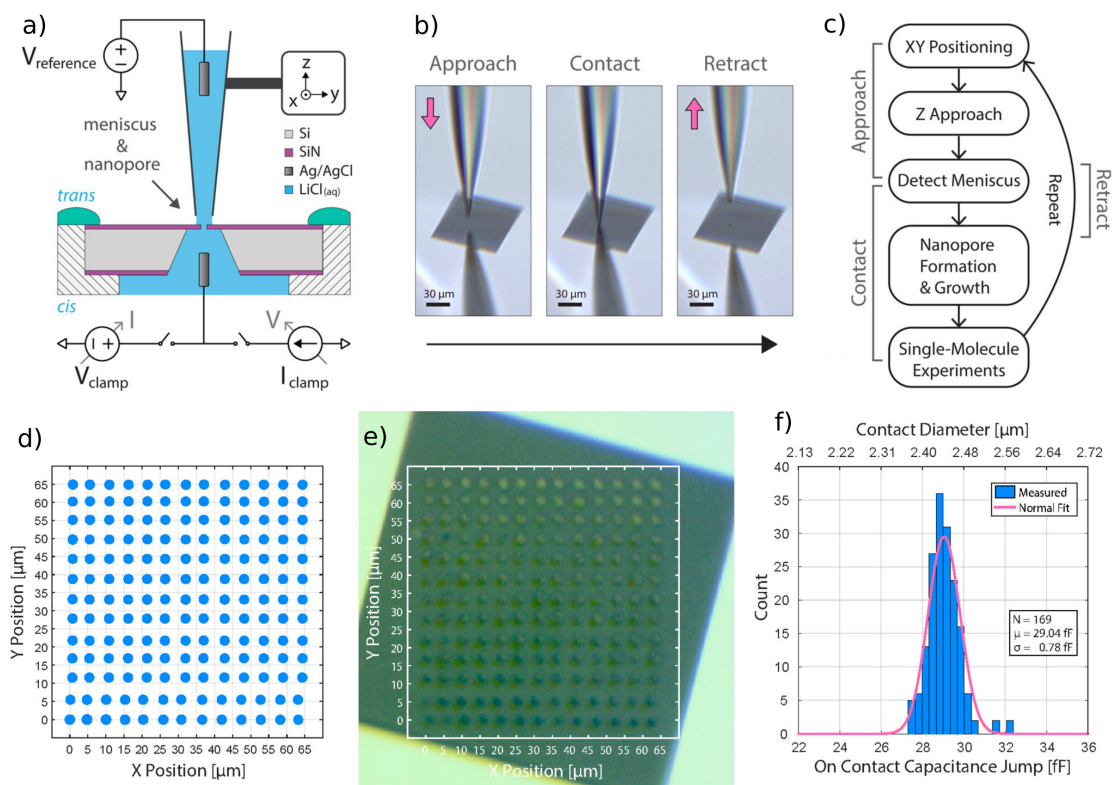 a)
V reference
z
x
y
meniscus
&
nanopore
Si
SiN
Ag/AgCl
LiCl(aq)
trans
cis
I
V
V clamp
I clamp
b)
Approach
Contact
Retract
30 µm
30 µm
30 µm
c)
XY Positioning
Z Approach
Detect Meniscus
Nanopore
Formation
& Growth
Single-Molecule
Experiments
Approach
Contact
Repeat
Retract
d)
65
60
55
50
45
40
35
30
25
20
15
10
5
0
0 5 10 15 20 25 30 35 40 45 50 55 60 65
X Position [µm]
Y Position [µm]
e)
65
60
55
50
45
40
35
30
25
20
15
10
5
0
0 5 10 15 20 25 30 35 40 45 50 55 60 65
X Position [µm]
Y Position [µm]
f)
Contact Diameter [µm]
2.13 2.22 2.31 2.40 2.48 2.56 2.64 2.72
40
35
30
25
20
15
10
5
0
Count
Measured
Normal Fit
N = 169
µ = 29.04 fF
σ = 0.78 fF
22 24 26 28 30 32 34 36
On Contact Capacitance Jump [fF]